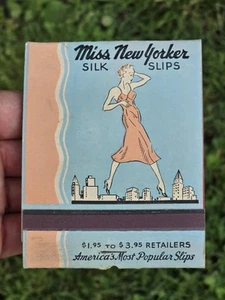 Miss New Yorker
SILK SLIPS
$1.95 TO $3.95 RETAILERS
America's Most Popular Slips